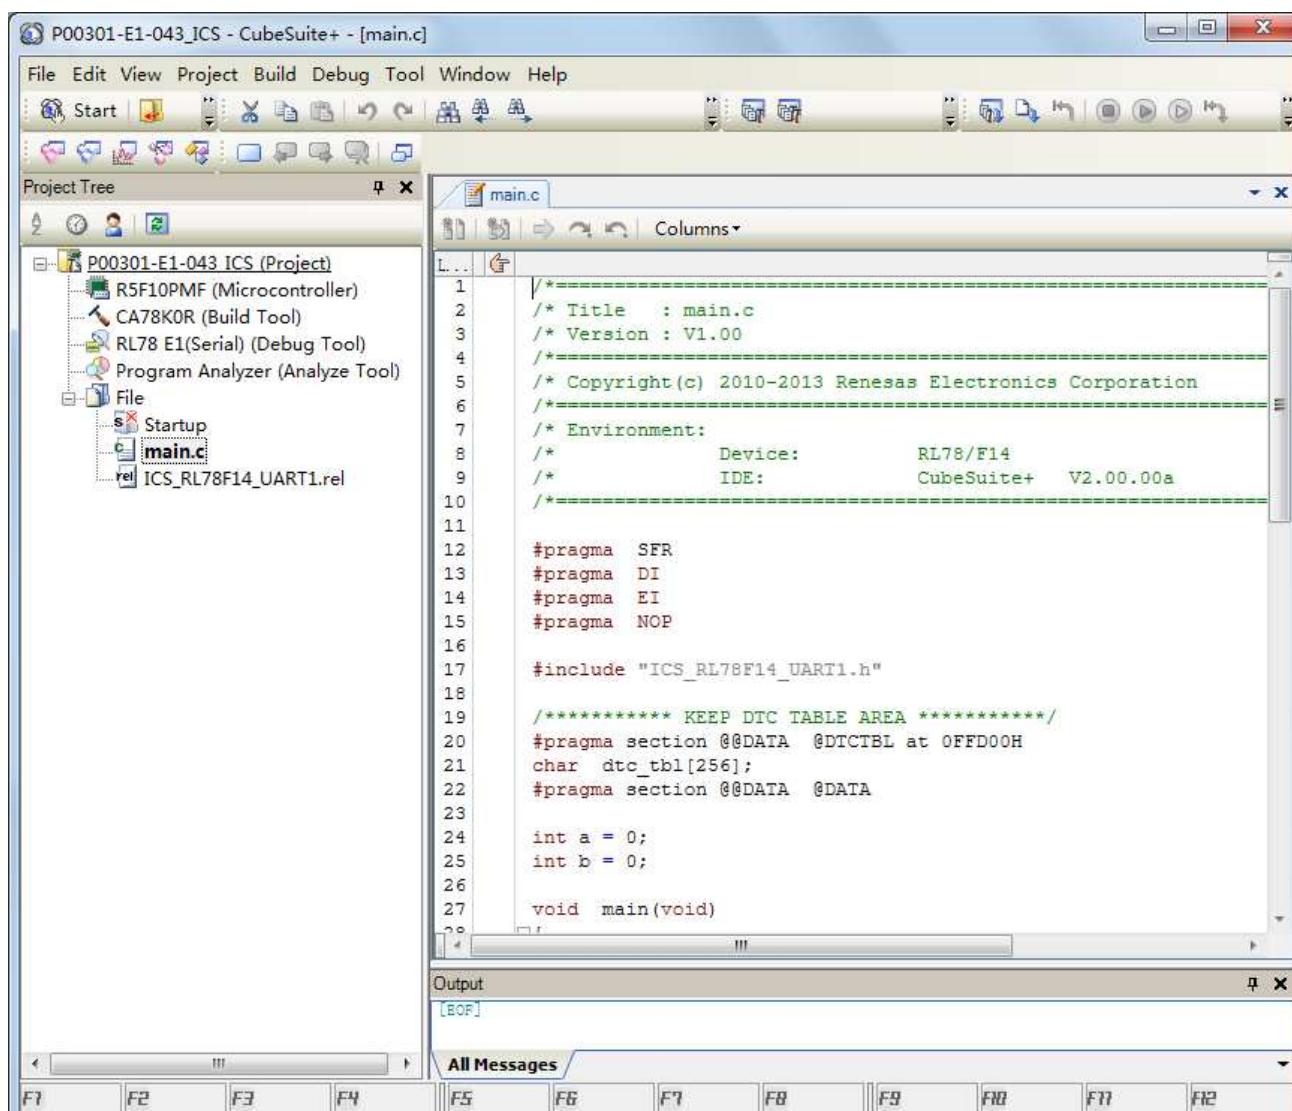 P00301-E1-043_ICS - CubeSuite+ - [main.c]
File Edit View Project Build Debug Tool Window Help
Start
Project Tree
P00301-E1-043 ICS (Project)
R5F10PMF (Microcontroller)
CA78K0R (Build Tool)
RL78 E1(Serial) (Debug Tool)
Program Analyzer (Analyze Tool)
File
Startup
main.c
ICS_RL78F14_UART1.rel
main.c
Columns
L...
1 /*=============================================================
2 /* Title   : main.c
3 /* Version : V1.00
4 /*=============================================================
5 /* Copyright(c) 2010-2013 Renesas Electronics Corporation
6 /*=============================================================
7 /* Environment:
8 /*              Device:          RL78/F14
9 /*              IDE:             CubeSuite+   V2.00.00a
10 /*=============================================================
11
12 #pragma  SFR
13 #pragma  DI
14 #pragma  EI
15 #pragma  NOP
16
17 #include "ICS_RL78F14_UART1.h"
18
19 /*********** KEEP DTC TABLE AREA ***********/
20 #pragma section @@DATA  @DTCTBL at 0FFD00H
21 char  dtc_tbl[256];
22 #pragma section @@DATA  @DATA
23
24 int a = 0;
25 int b = 0;
26
27 void  main(void)
Output
[EOF]
All Messages
F1 F2 F3 F4 F5 F6 F7 F8 F9 F10 F11 F12